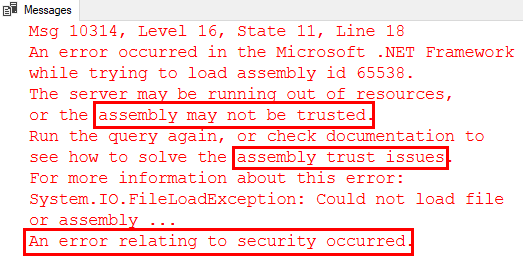 Messages
Msg 10314, Level 16, State 11, Line 18
An error occurred in the Microsoft .NET Framework
while trying to load assembly id 65538.
The server may be running out of resources,
or the assembly may not be trusted.
Run the query again, or check documentation to
see how to solve the assembly trust issues.
For more information about this error:
System.IO.FileLoadException: Could not load file
or assembly ...
An error relating to security occurred.